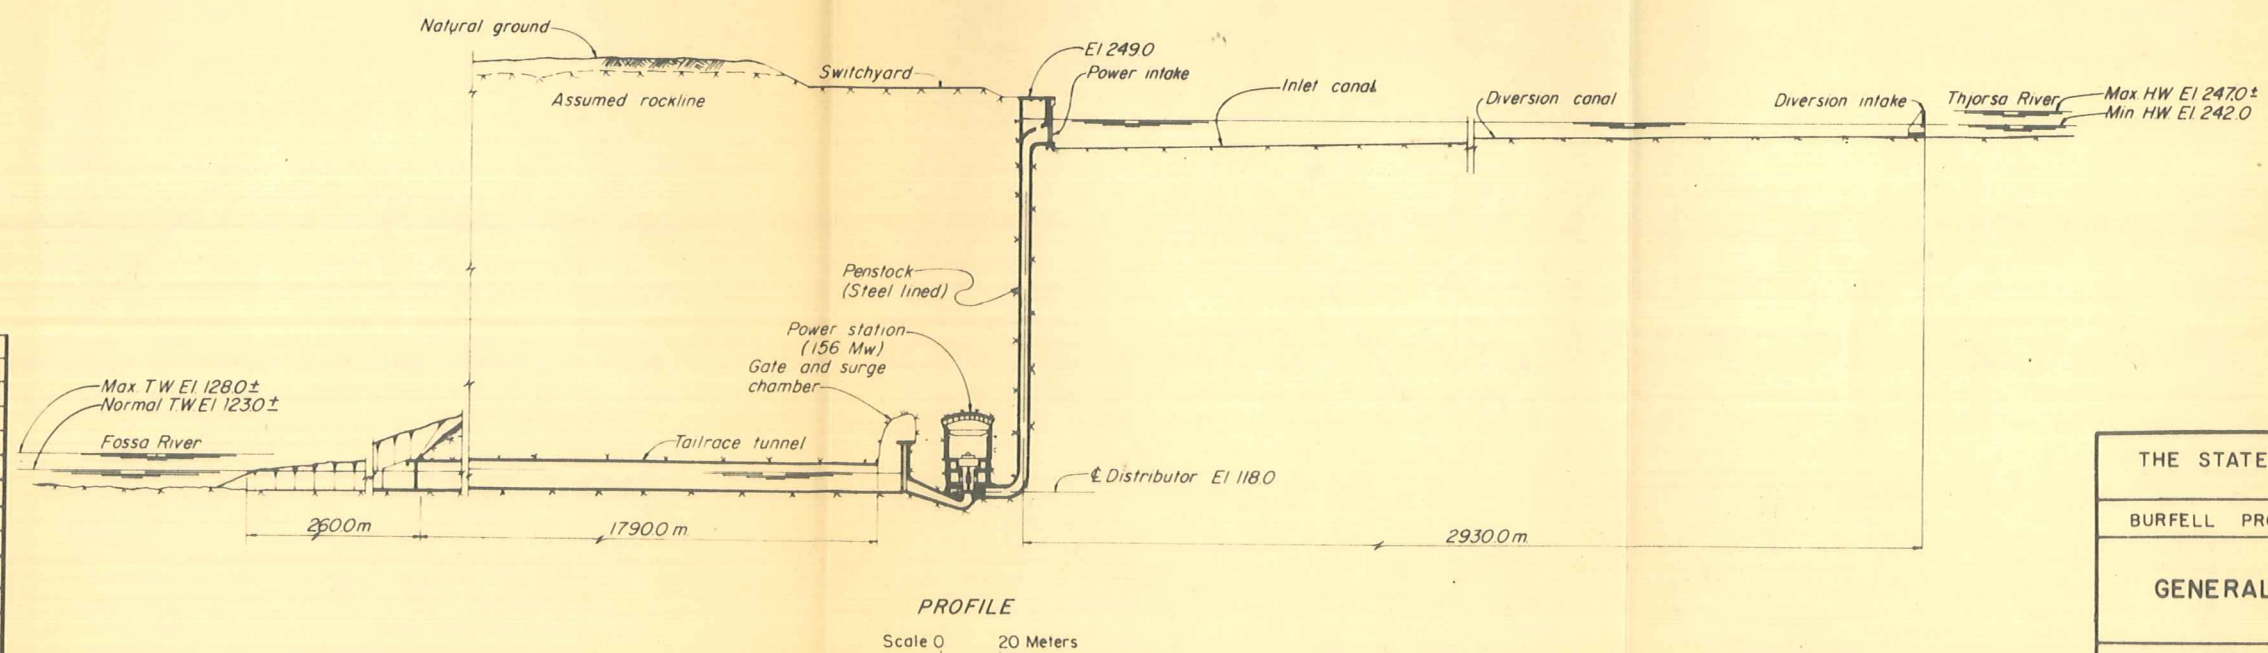 Natural ground
Assumed rockline
Switchyard
El 249.0
Power intake
Inlet canal
Diversion canal
Diversion intake
Thjorsa River
Max. HW El 247.0 ±
Min. HW El. 242.0
Penstock
(Steel lined)
Power station
(156 Mw)
Gate and surge
chamber
Max. T.W El 128.0 ±
Normal T.W. El 123.0 ±
Fossa River
Tailrace tunnel
℄ Distributor El 118.0
260.0 m
1790.0 m.
2930.0 m.
PROFILE
Scale 0 20 Meters
THE STATE
BURFELL PRO
GENERAL